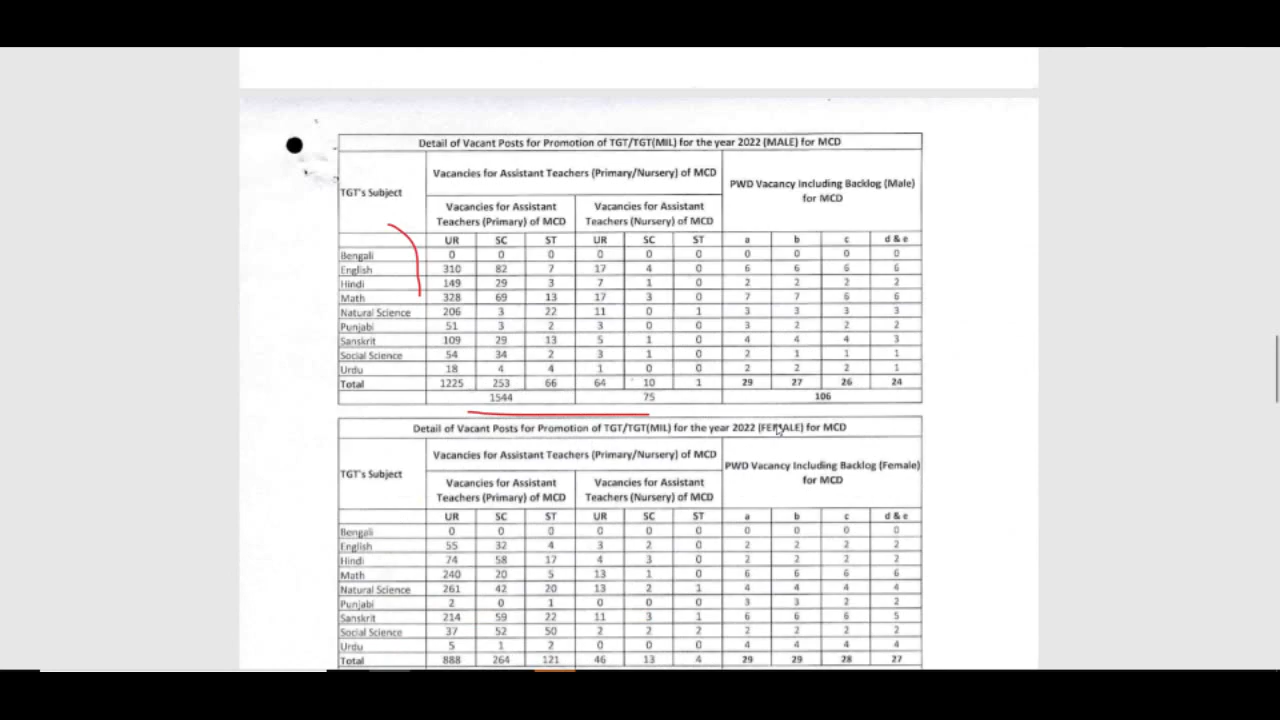 Detail of Vacant Posts for Promotion of TGT/TGT(MIL) for the year 2022 (MALE) for MCD
TGT's Subject
Vacancies for Assistant Teachers (Primary/Nursery) of MCD
PWD Vacancy Including Backlog (Male)
for MCD
Vacancies for Assistant
Teachers (Primary) of MCD
Vacancies for Assistant
Teachers (Nursery) of MCD
UR SC ST UR SC ST a b c d & e
Bengali 0 0 0 0 0 0 0 0 0 0
English 310 82 7 17 4 0 6 6 6 6
Hindi 149 29 3 7 1 0 2 2 2 2
Math 328 69 13 17 3 0 7 7 6 6
Natural Science 206 3 22 11 0 1 3 3 3 3
Punjabi 51 3 2 3 0 0 3 2 2 2
Sanskrit 109 29 13 5 1 0 4 4 4 3
Social Science 54 34 2 3 1 0 2 1 1 1
Urdu 18 4 4 1 0 0 2 2 2 1
Total 1225 253 66 64 10 1 29 27 26 24
1544 75 106
Detail of Vacant Posts for Promotion of TGT/TGT(MIL) for the year 2022 (FEMALE) for MCD
TGT's Subject
Vacancies for Assistant Teachers (Primary/Nursery) of MCD
PWD Vacancy Including Backlog (Female)
for MCD
Vacancies for Assistant
Teachers (Primary) of MCD
Vacancies for Assistant
Teachers (Nursery) of MCD
UR SC ST UR SC ST a b c d & e
Bengali 0 0 0 0 0 0 0 0 0 0
English 55 32 4 3 2 0 2 2 2 2
Hindi 74 58 17 4 3 0 2 2 2 2
Math 240 20 5 13 1 0 6 6 6 6
Natural Science 261 42 20 13 2 1 4 4 4 4
Punjabi 2 0 1 0 0 0 3 3 2 2
Sanskrit 214 59 22 11 3 1 6 6 6 5
Social Science 37 52 50 2 2 2 2 2 2 2
Urdu 5 1 2 0 0 0 4 4 4 4
Total 888 264 121 46 13 4 29 29 28 27